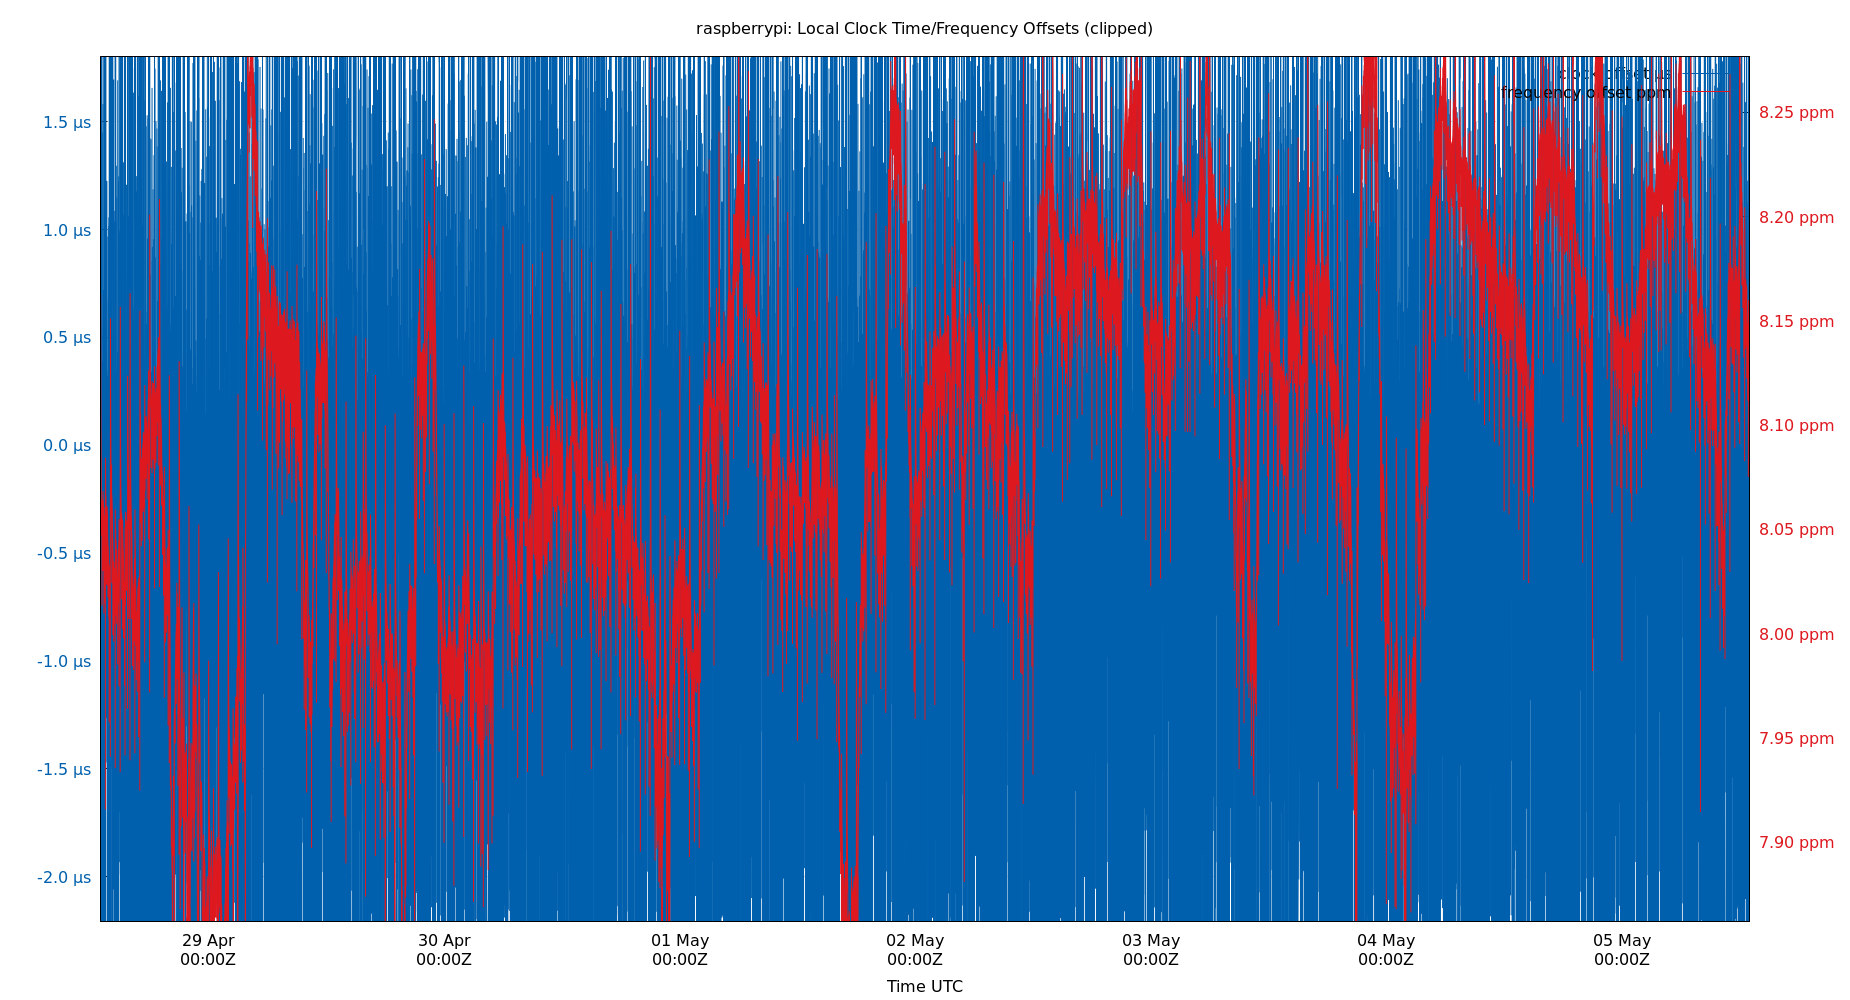 raspberrypi: Local Clock Time/Frequency Offsets (clipped)
clock offset µs
frequency offset ppm
1.5 µs
1.0 µs
0.5 µs
0.0 µs
-0.5 µs
-1.0 µs
-1.5 µs
-2.0 µs
8.25 ppm
8.20 ppm
8.15 ppm
8.10 ppm
8.05 ppm
8.00 ppm
7.95 ppm
7.90 ppm
29 Apr 30 Apr 01 May 02 May 03 May 04 May 05 May
00:00Z 00:00Z 00:00Z 00:00Z 00:00Z 00:00Z 00:00Z
Time UTC